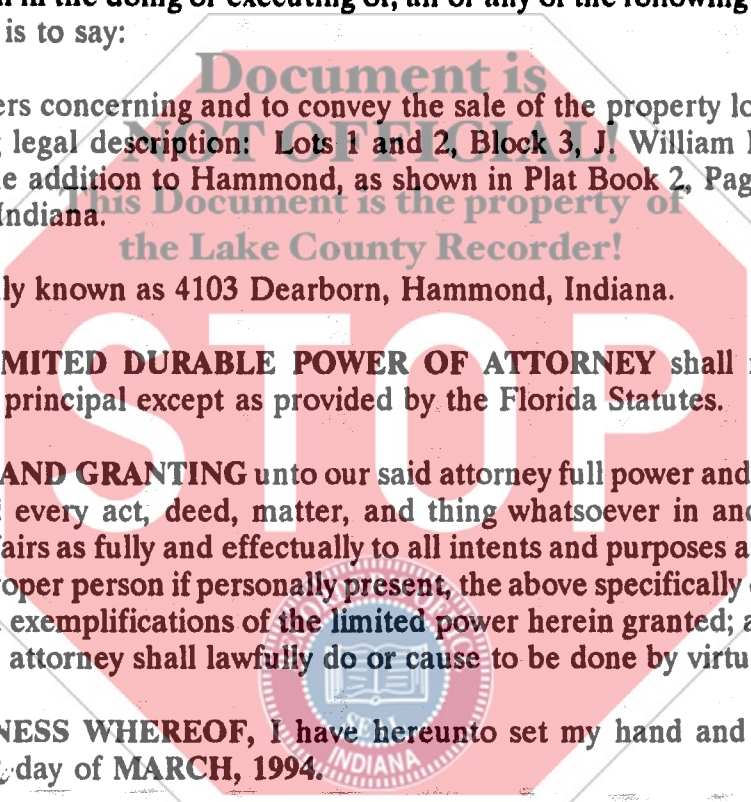 in the doing or executing of, all or any of the following
is to say:
Document is
ers concerning and to convey the sale of the property lo
NOT OFFICIAL!
legal description: Lots 1 and 2, Block 3, J. William
e addition to Hammond, as shown in Plat Book 2, Pag
This Document is the property of
Indiana.
the Lake County Recorder!
ly known as 4103 Dearborn, Hammond, Indiana.
STOP
MITED DURABLE POWER OF ATTORNEY shall
principal except as provided by the Florida Statutes.
AND GRANTING unto our said attorney full power and
every act, deed, matter, and thing whatsoever in and
fairs as fully and effectually to all intents and purposes a
oper person if personally present, the above specifically
exemplifications of the limited power herein granted; a
attorney shall lawfully do or cause to be done by virtu
NESS WHEREOF, I have hereunto set my hand and
SEAL
INDIANA
day of MARCH, 1994.